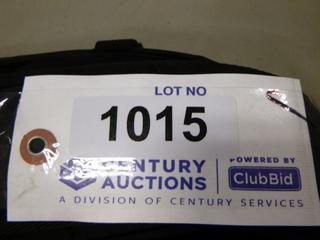 LOT NO
1015
CENTURY AUCTIONS
POWERED BY
ClubBid
A DIVISION OF CENTURY SERVICES